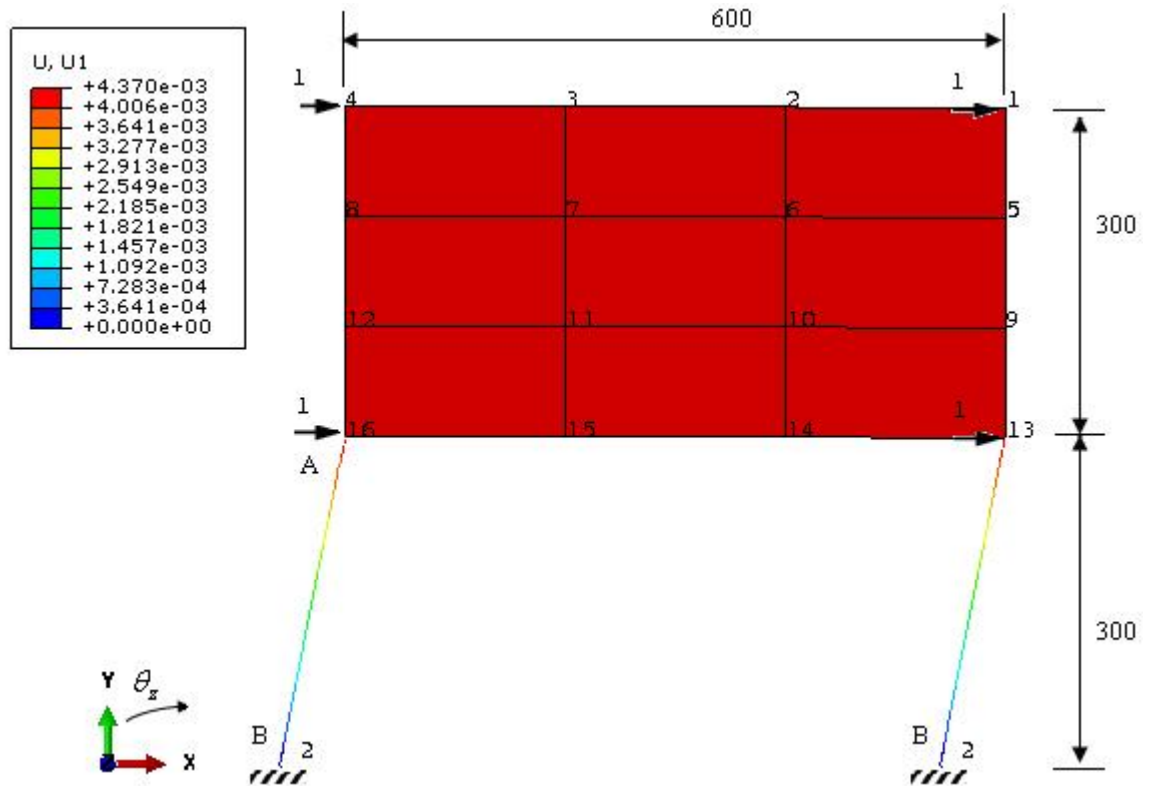 600
U, U1
+4.370e-03
+4.006e-03
+3.641e-03
+3.277e-03
+2.913e-03
+2.549e-03
+2.185e-03
+1.821e-03
+1.457e-03
+1.092e-03
+7.283e-04
+3.641e-04
+0.000e+00
1 1
4 3 2 1
8 7 6 5
300
12 11 10 9
1 1
16 15 14 13
A
300
Y θz
X
B 2 B 2